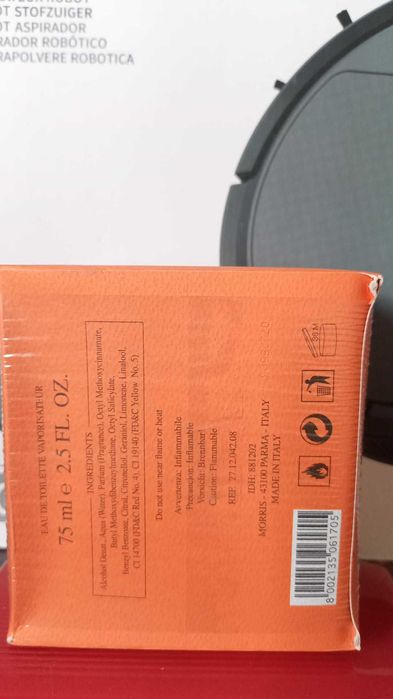 OT STOFZUIGER
OT ASPIRADOR
RADOR ROBÓTICO
RAPOLVERE ROBOTICA
EAU DE TOILETTE VAPORISATEUR
75 ml e 2.5 FL. OZ.
INGREDIENTS
Alcohol Denat., Aqua (Water), Parfum (Fragrance), Octyl Methoxycinnamate,
Butyl Methoxydibenzoylmethane, Octyl Salicylate,
Benzyl Benzoate, Citral, Citronellol, Geraniol, Limonene, Linalool,
CI 14700 (FD&C Red No. 4), CI 19140 (FD&C Yellow No. 5).
Do not use near flame or heat
Avvertenza: Infiammabile
Precaucion: Inflamable
Vorsicht: Brennbar!
Caution: Flammable
REF. 27.12.042.08
IDH: 881202
MORRIS - 43100 PARMA - ITALY
MADE IN ITALY
36 M
8 002135 061705